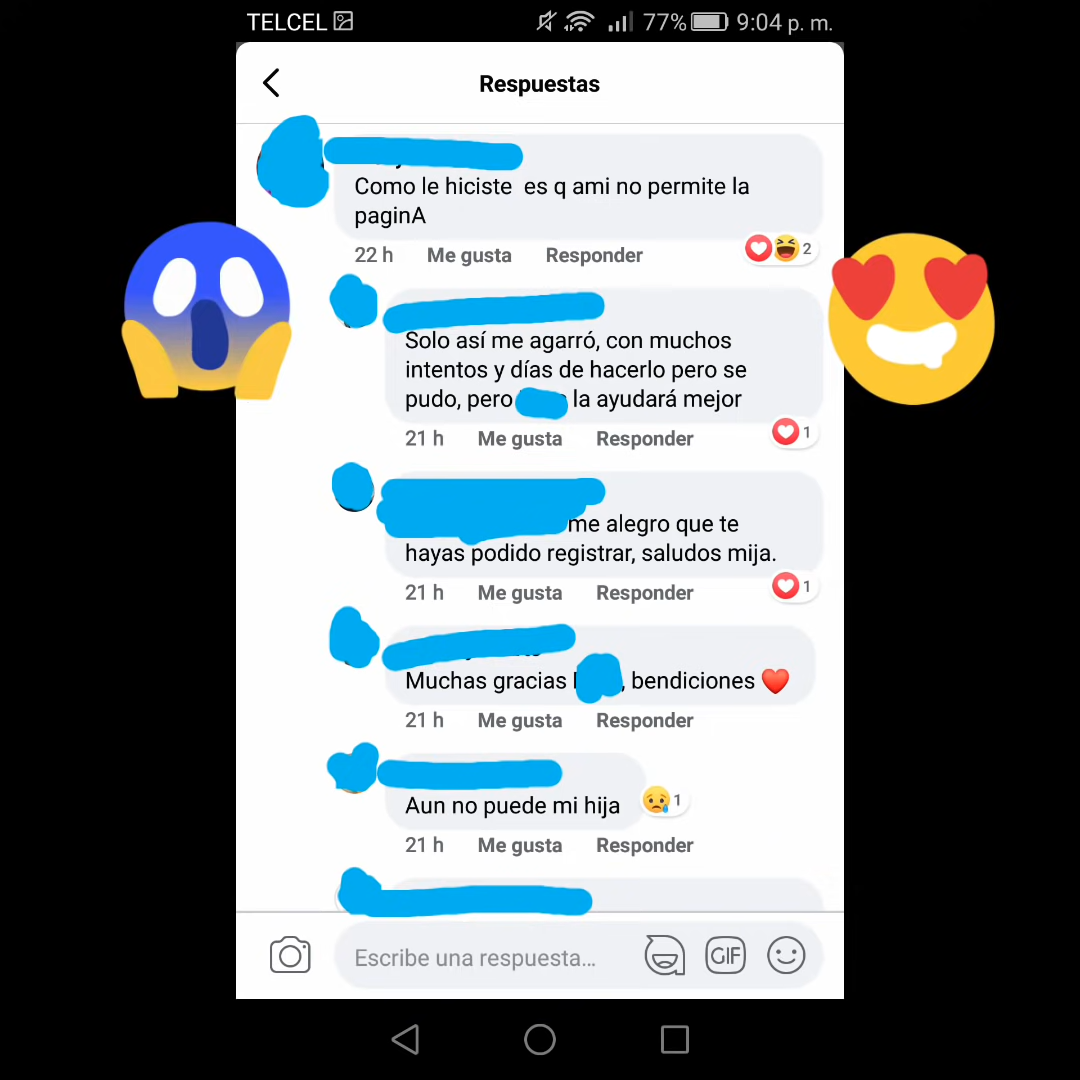 TELCEL 77% 9:04 p. m.
Respuestas
Como le hiciste es q ami no permite la
paginA
22 h Me gusta Responder 2
Solo así me agarró, con muchos
intentos y días de hacerlo pero se
pudo, pero la ayudará mejor
21 h Me gusta Responder 1
me alegro que te
hayas podido registrar, saludos mija.
21 h Me gusta Responder 1
Muchas gracias , bendiciones
21 h Me gusta Responder
Aun no puede mi hija 1
21 h Me gusta Responder
Escribe una respuesta... GIF